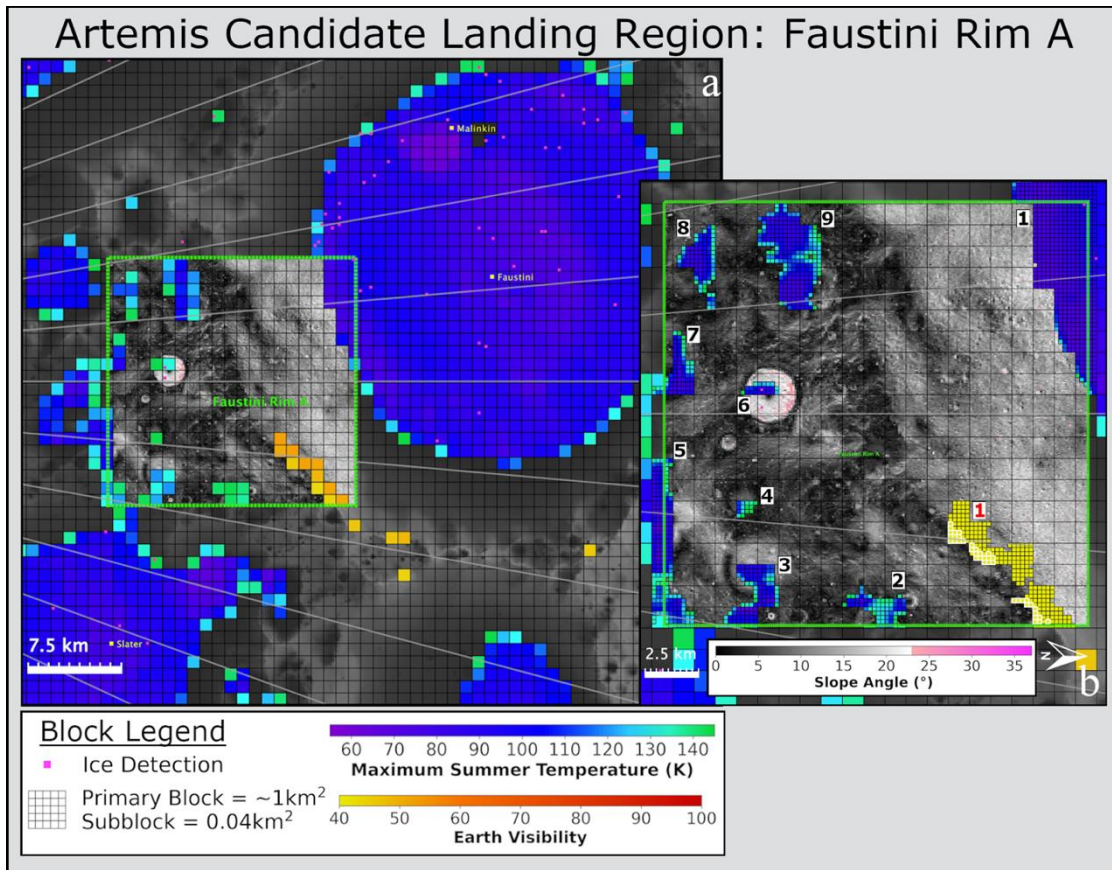 Artemis Candidate Landing Region: Faustini Rim A
a
Malinkin
Faustini
Faustini Rim A
Slater
7.5 km
1
9
8
7
6
5
4
3
2
1
Faustini Rim A
2.5 km
0 5 10 15 20 25 30 35
Slope Angle (°)
N
b
Block Legend
Ice Detection
Primary Block = ~1km²
Subblock = 0.04km²
60 70 80 90 100 110 120 130 140
Maximum Summer Temperature (K)
40 50 60 70 80 90 100
Earth Visibility